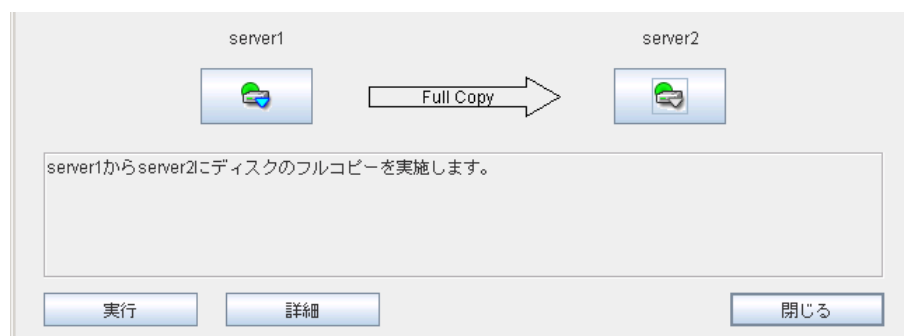 server1
server2
Full Copy
server1からserver2にディスクのフルコピーを実施します。
実行
詳細
閉じる